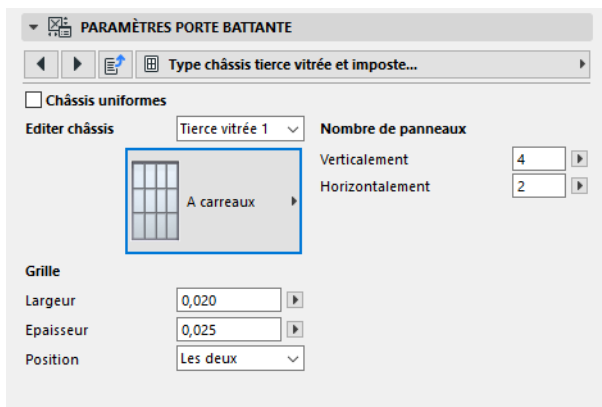 PARAMÈTRES PORTE BATTANTE
Type châssis tierce vitrée et imposte...
Châssis uniformes
Editer châssis Tierce vitrée 1 Nombre de panneaux
Verticalement 4
A carreaux Horizontalement 2
Grille
Largeur 0,020
Epaisseur 0,025
Position Les deux